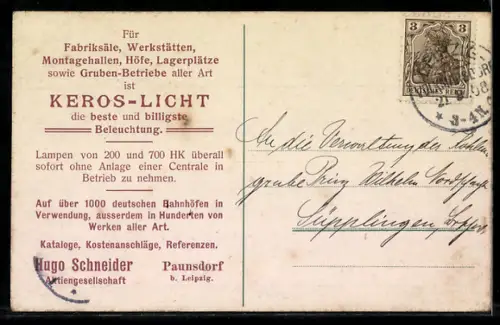 Für
Fabriksäle, Werkstätten,
Montagehallen, Höfe, Lagerplätze
sowie Gruben-Betriebe aller Art
ist
KEROS-LICHT
die beste und billigste
Beleuchtung.
Lampen von 200 und 700 HK überall
sofort ohne Anlage einer Centrale in
Betrieb zu nehmen.
Auf über 1000 deutschen Bahnhöfen in
Verwendung, ausserdem in Hunderten von
Werken aller Art.
Kataloge, Kostenanschläge, Referenzen.
Hugo Schneider Paunsdorf
Aktiengesellschaft b. Leipzig.
3 3
DEUTSCHES REICH
3-4N.
An die Verwaltung der Kohlen
grube Prinz Wilhelm
Süpplingen